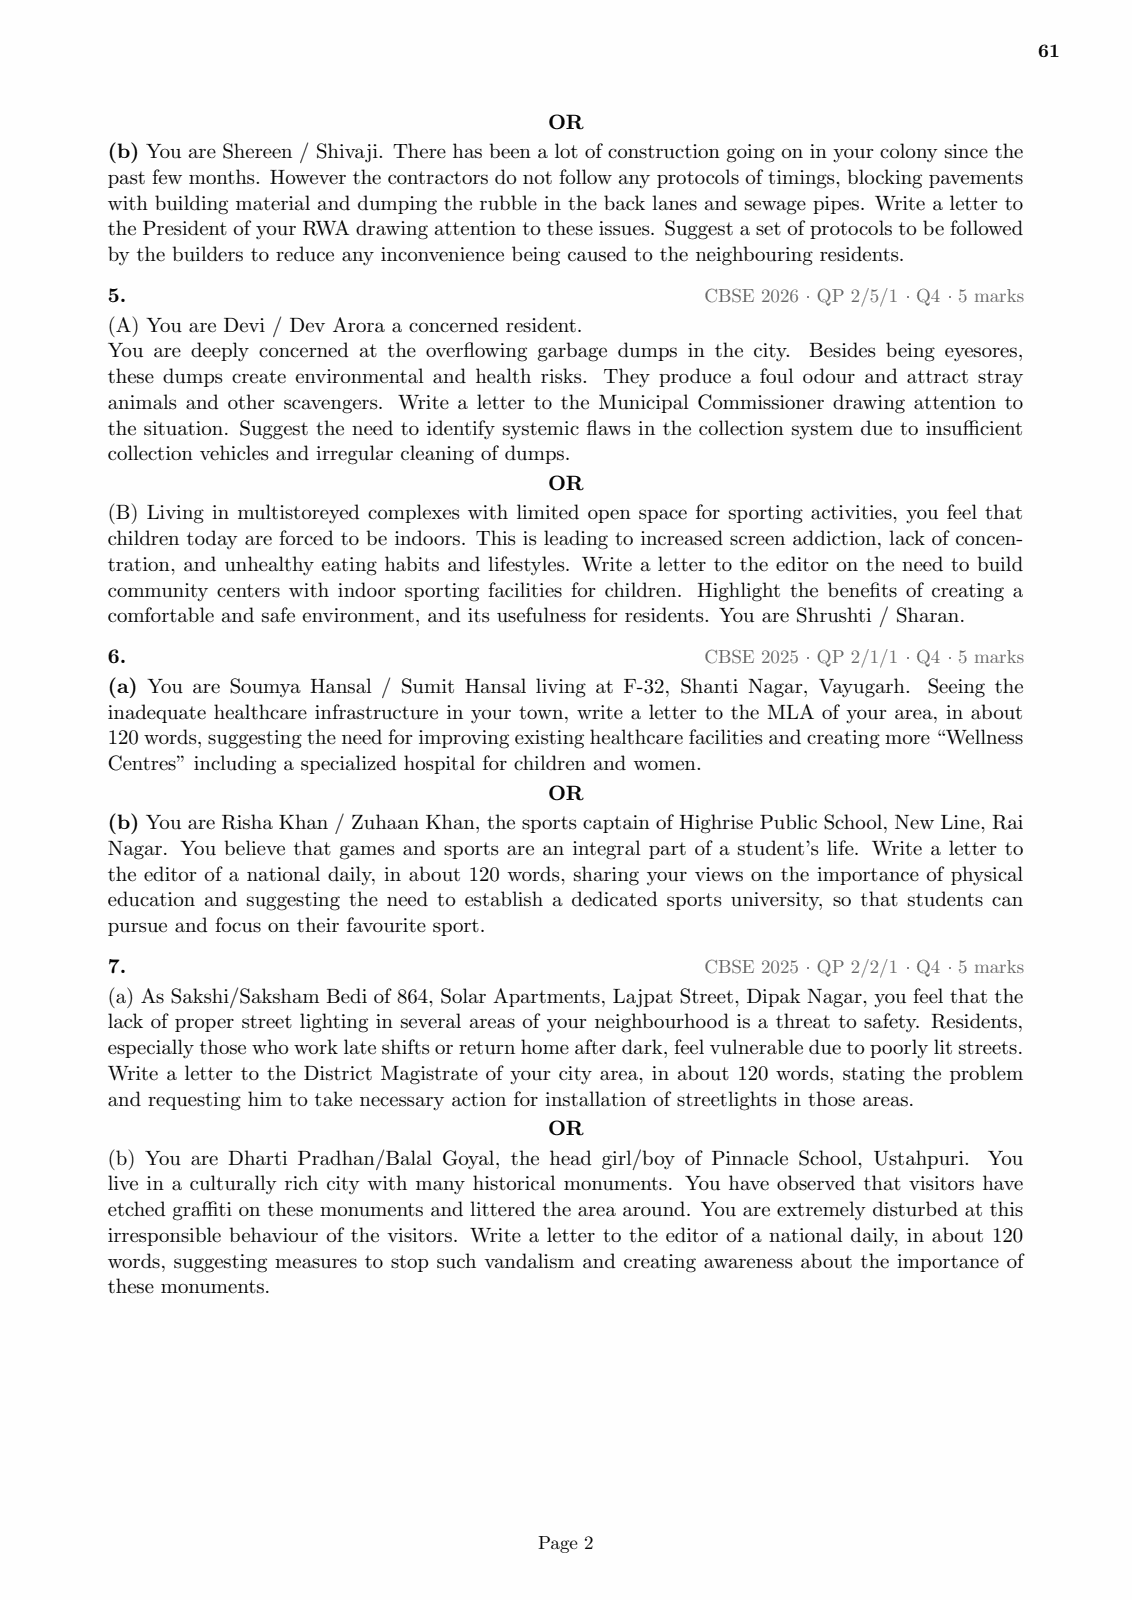 61
OR
(b) You are Shereen / Shivaji. There has been a lot of construction going on in your colony since the
past few months. However the contractors do not follow any protocols of timings, blocking pavements
with building material and dumping the rubble in the back lanes and sewage pipes. Write a letter to
the President of your RWA drawing attention to these issues. Suggest a set of protocols to be followed
by the builders to reduce any inconvenience being caused to the neighbouring residents.
5. CBSE 2026 · QP 2/5/1 · Q4 · 5 marks
(A) You are Devi / Dev Arora a concerned resident.
You are deeply concerned at the overflowing garbage dumps in the city. Besides being eyesores,
these dumps create environmental and health risks. They produce a foul odour and attract stray
animals and other scavengers. Write a letter to the Municipal Commissioner drawing attention to
the situation. Suggest the need to identify systemic flaws in the collection system due to insufficient
collection vehicles and irregular cleaning of dumps.
OR
(B) Living in multistoreyed complexes with limited open space for sporting activities, you feel that
children today are forced to be indoors. This is leading to increased screen addiction, lack of concen-
tration, and unhealthy eating habits and lifestyles. Write a letter to the editor on the need to build
community centers with indoor sporting facilities for children. Highlight the benefits of creating a
comfortable and safe environment, and its usefulness for residents. You are Shrushti / Sharan.
6. CBSE 2025 · QP 2/1/1 · Q4 · 5 marks
(a) You are Soumya Hansal / Sumit Hansal living at F-32, Shanti Nagar, Vayugarh. Seeing the
inadequate healthcare infrastructure in your town, write a letter to the MLA of your area, in about
120 words, suggesting the need for improving existing healthcare facilities and creating more “Wellness
Centres” including a specialized hospital for children and women.
OR
(b) You are Risha Khan / Zuhaan Khan, the sports captain of Highrise Public School, New Line, Rai
Nagar. You believe that games and sports are an integral part of a student’s life. Write a letter to
the editor of a national daily, in about 120 words, sharing your views on the importance of physical
education and suggesting the need to establish a dedicated sports university, so that students can
pursue and focus on their favourite sport.
7. CBSE 2025 · QP 2/2/1 · Q4 · 5 marks
(a) As Sakshi/Saksham Bedi of 864, Solar Apartments, Lajpat Street, Dipak Nagar, you feel that the
lack of proper street lighting in several areas of your neighbourhood is a threat to safety. Residents,
especially those who work late shifts or return home after dark, feel vulnerable due to poorly lit streets.
Write a letter to the District Magistrate of your city area, in about 120 words, stating the problem
and requesting him to take necessary action for installation of streetlights in those areas.
OR
(b) You are Dharti Pradhan/Balal Goyal, the head girl/boy of Pinnacle School, Ustahpuri. You
live in a culturally rich city with many historical monuments. You have observed that visitors have
etched graffiti on these monuments and littered the area around. You are extremely disturbed at this
irresponsible behaviour of the visitors. Write a letter to the editor of a national daily, in about 120
words, suggesting measures to stop such vandalism and creating awareness about the importance of
these monuments.
Page 2